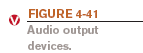 FIGURE 4-41
Audio output
devices.